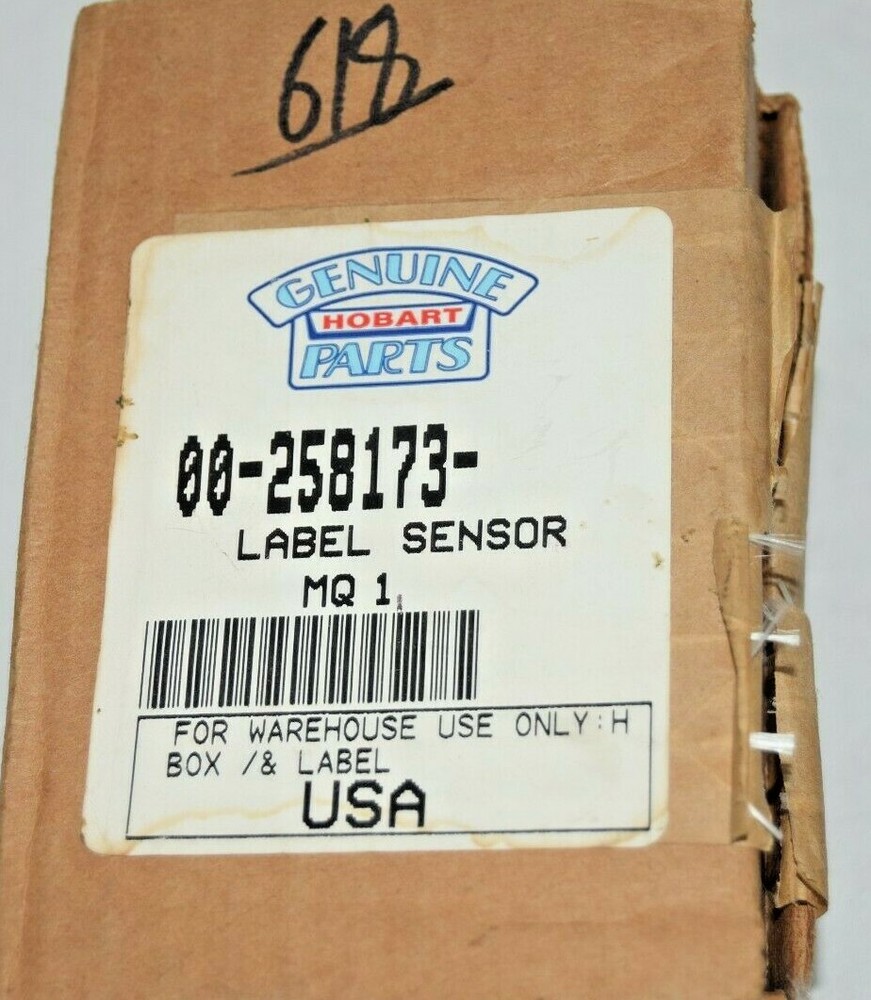 618
GENUINE
HOBART
PARTS
00-258173-
LABEL SENSOR
MQ 1
FOR WAREHOUSE USE ONLY:H
BOX /& LABEL
USA